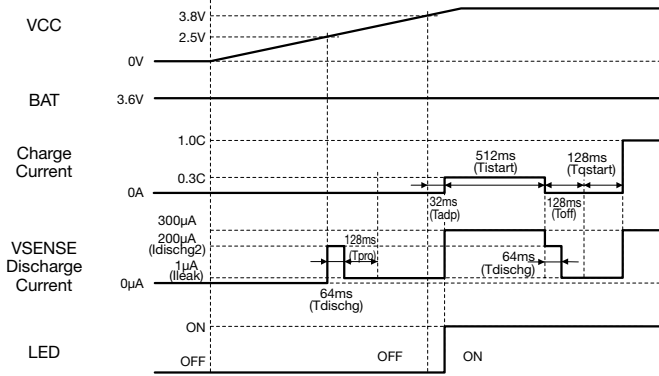 VCC
3.8V
2.5V
0V
BAT
3.6V
Charge
Current
1.0C
0.3C
0A
512ms
(Tistart)
128ms
(Tqstart)
32ms
(Tadp)
128ms
(Toff)
VSENSE
Discharge
Current
300μA
200μA
(Idischg2)
1μA
(Ileak)
0μA
128ms
(Tpro)
64ms
(Tdischg)
64ms
(Tdischg)
LED
ON
OFF
OFF
ON